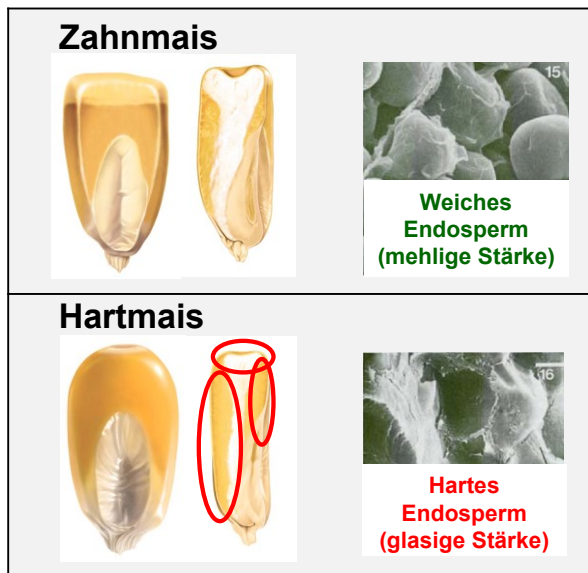 Zahnmais
15
Weiches
Endosperm
(mehlige Stärke)
Hartmais
16
Hartes
Endosperm
(glasige Stärke)